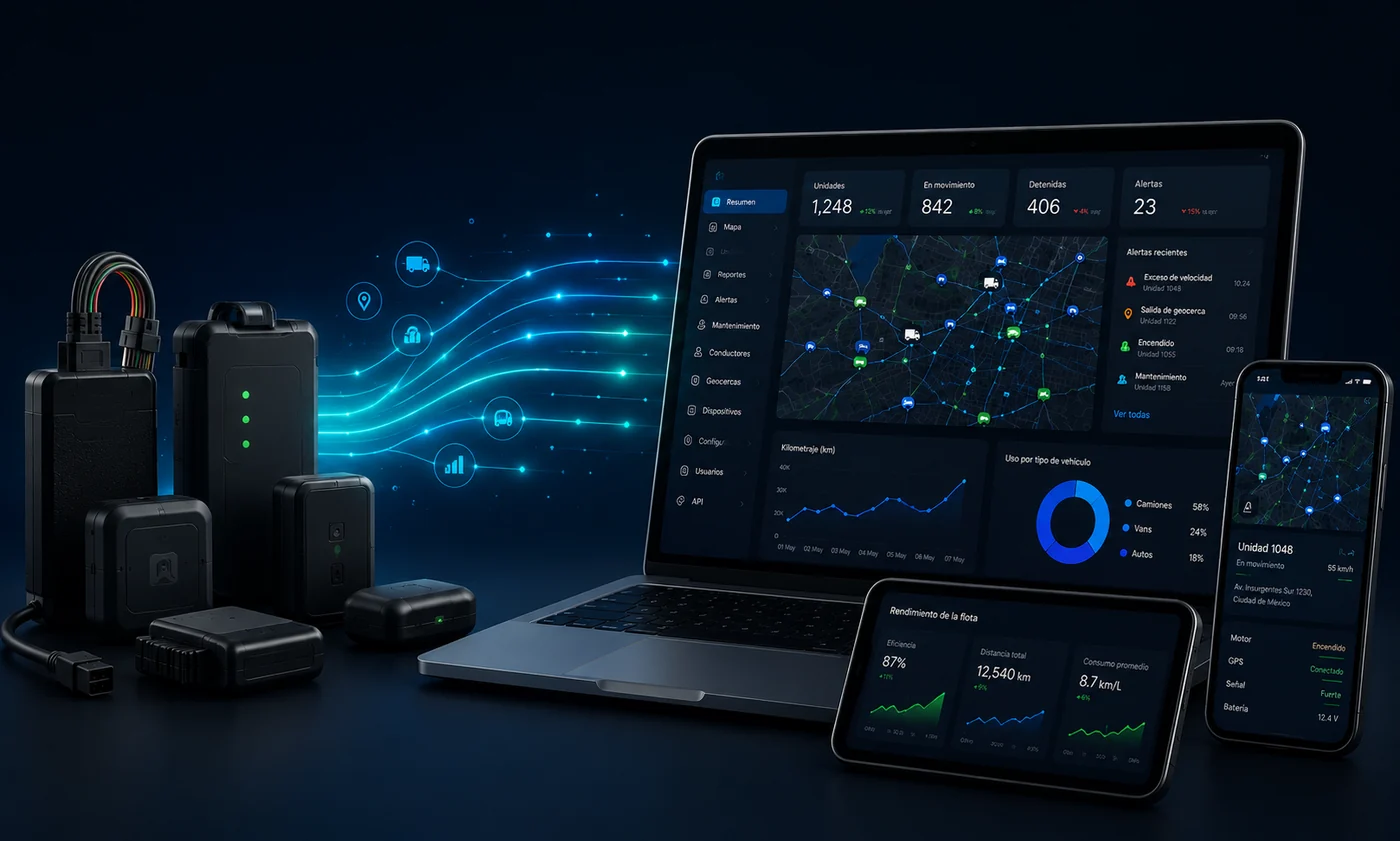 Resumen
Mapa
Reportes
Alertas
Mantenimiento
Conductores
Geocercas
Dispositivos
Usuarios
API
Unidades
1,248
+12%
En movimiento
842
+8%
Detenidas
406
-4%
Alertas
23
15%
Alertas recientes
Exceso de velocidad
Unidad 1048
10:24
Salida de geocerca
Unidad 1122
09:56
Encendido
Unidad 1055
09:18
Mantenimiento
Unidad 1158
Ayer
Ver todas
Kilometraje (km)
40K
30K
20K
0
01 May 02 May 03 May 04 May 05 May 06 May 07 May
Uso por tipo de vehículo
Camiones 58%
Vans 24%
Autos 18%
Rendimiento de la flota
Eficiencia
87%
Distancia total
12,540 km
Consumo promedio
8.7 km/L
Unidad 1048
En movimiento 55 km/h
Av. Insurgentes Sur 1230,
Ciudad de México
Motor Encendido
GPS Conectado
Señal Fuerte
Batería 12.4 V